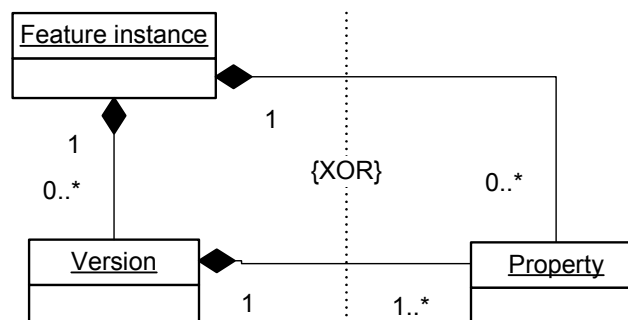 Feature instance
1
1
{XOR}
0..*
0..*
Version
Property
1
1..*